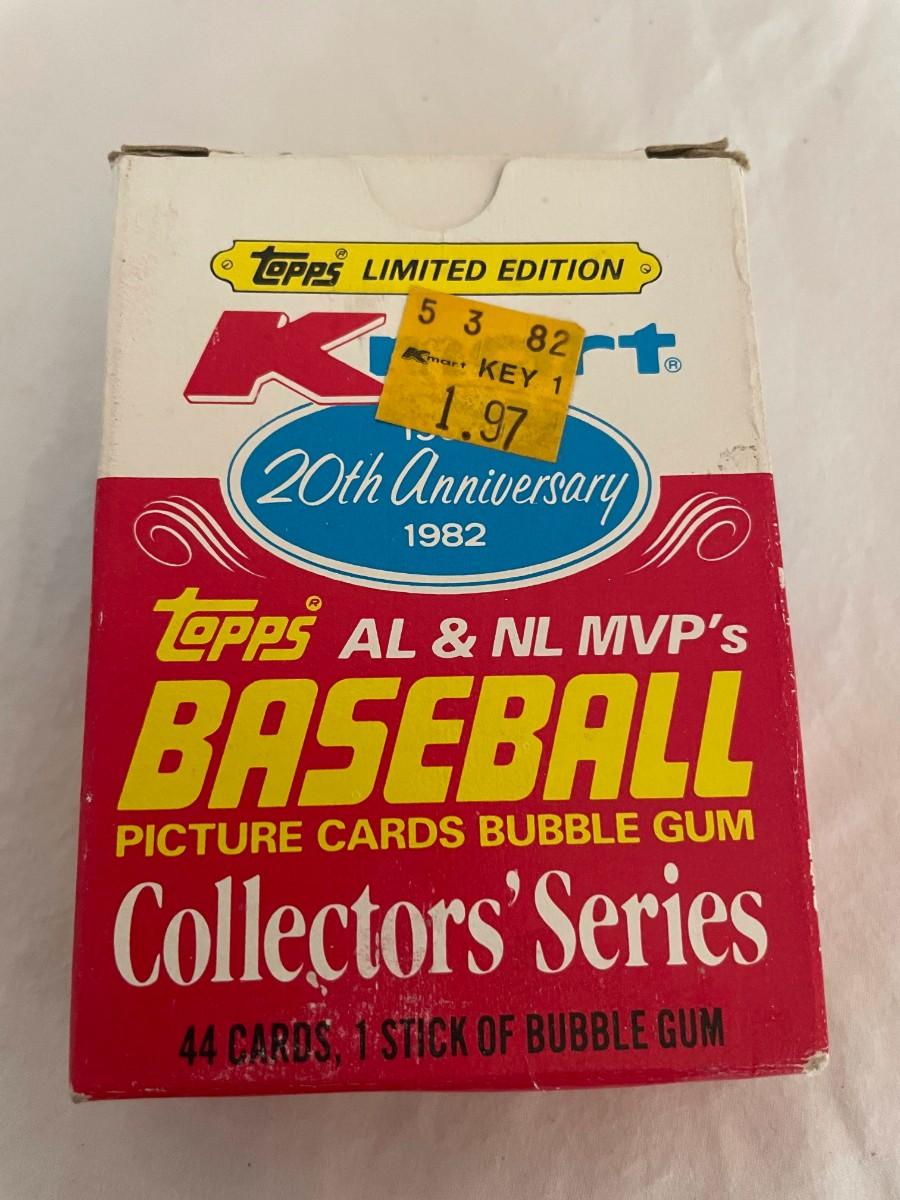 Topps® LIMITED EDITION
5 3 82
Kmart KEY 1
1.97
20th Anniversary
1982
Topps® AL & NL MVP's
BASEBALL
PICTURE CARDS BUBBLE GUM
Collectors' Series
44 CARDS, 1 STICK OF BUBBLE GUM